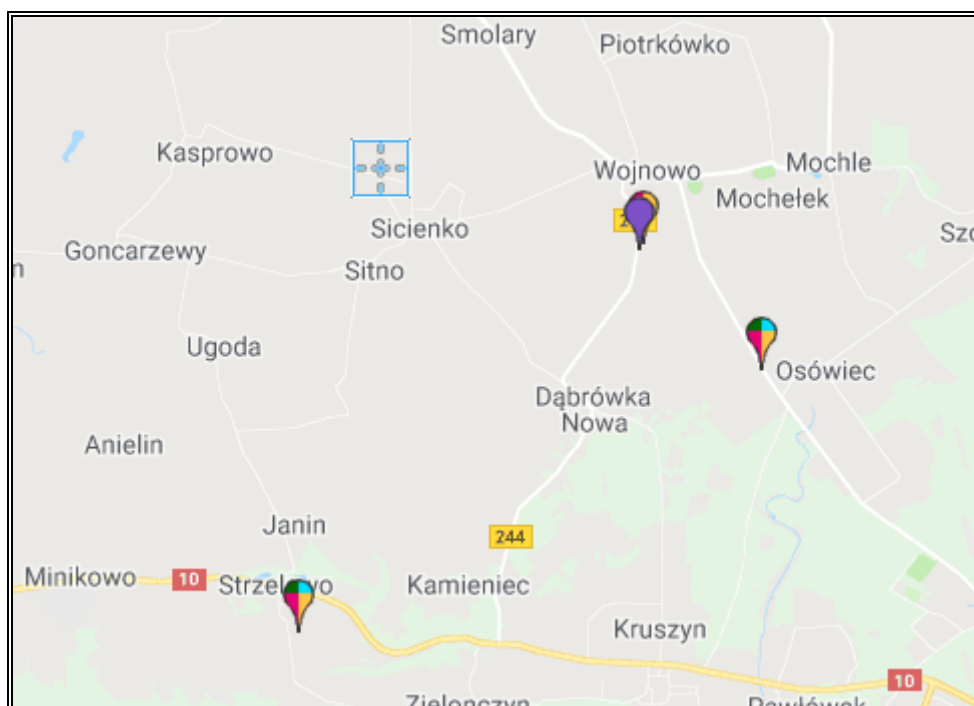 Smolary
Piotrkówko
Kasprowo
Wojnowo
Mochle
Mochełek
Sicienko
Goncarzewy
Sitno
Ugoda
Osówiec
Dąbrówka
Nowa
Anielin
Janin
244
Minikowo
10
Kamieniec
Kruszyn
10